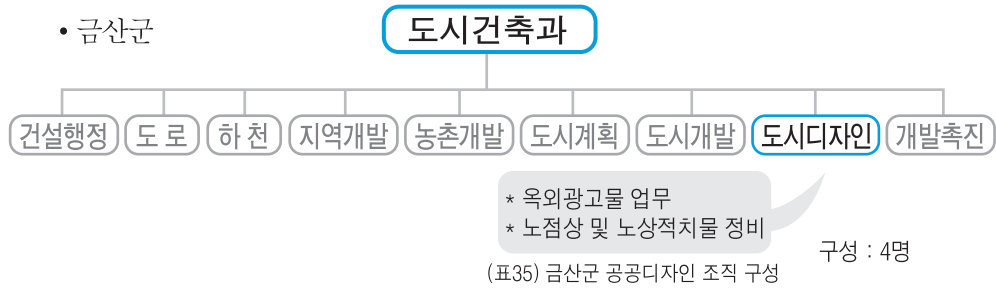 • 금산군
도시건축과
건설행정 도로 하천 지역개발 농촌개발 도시계획 도시개발 도시디자인 개발촉진
* 옥외광고물 업무
* 노점상 및 노상적치물 정비
구성 : 4명
(표35) 금산군 공공디자인 조직 구성